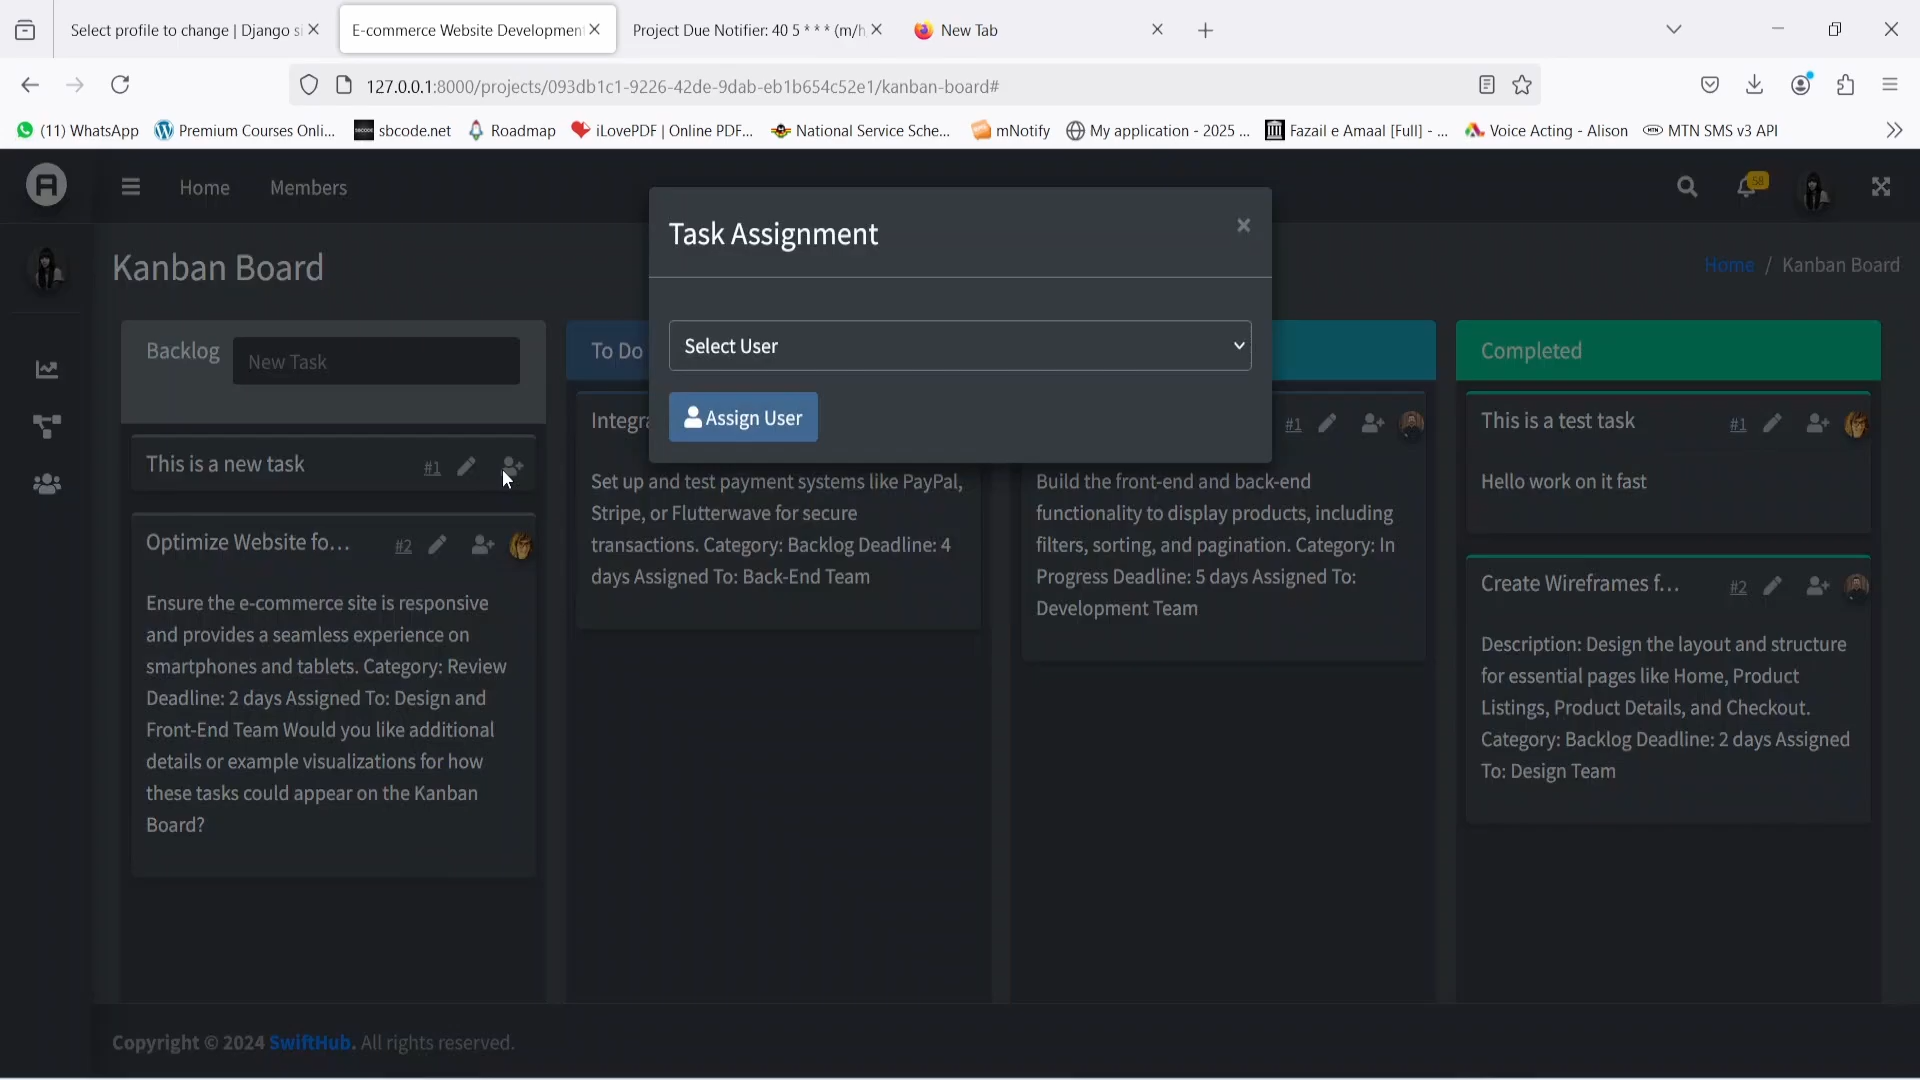 Select profile to change | Django si
E-commerce Website Developmen
Project Due Notifier: 40 5 * * * (m/h
New Tab
127.0.0.1:8000/projects/093db1c1-9226-42de-9dab-eb1b654c52e1/kanban-board#
(11) WhatsApp
Premium Courses Onli...
sbcode.net
Roadmap
iLovePDF | Online PDF...
National Service Sche...
mNotify
My application - 2025 ...
Fazail e Amaal [Full] - ...
Voice Acting - Alison
MTN SMS v3 API
Home
Members
58
Kanban Board
Home / Kanban Board
Task Assignment
×
Select User
Assign User
Backlog
New Task
This is a new task
#1
Optimize Website fo...
#2
Ensure the e-commerce site is responsive
and provides a seamless experience on
smartphones and tablets. Category: Review
Deadline: 2 days Assigned To: Design and
Front-End Team Would you like additional
details or example visualizations for how
these tasks could appear on the Kanban
Board?
To Do
Integra
Set up and test payment systems like PayPal,
Stripe, or Flutterwave for secure
transactions. Category: Backlog Deadline: 4
days Assigned To: Back-End Team
#1
Build the front-end and back-end
functionality to display products, including
filters, sorting, and pagination. Category: In
Progress Deadline: 5 days Assigned To:
Development Team
Completed
This is a test task
#1
Hello work on it fast
Create Wireframes f...
#2
Description: Design the layout and structure
for essential pages like Home, Product
Listings, Product Details, and Checkout.
Category: Backlog Deadline: 2 days Assigned
To: Design Team
Copyright © 2024 SwiftHub. All rights reserved.